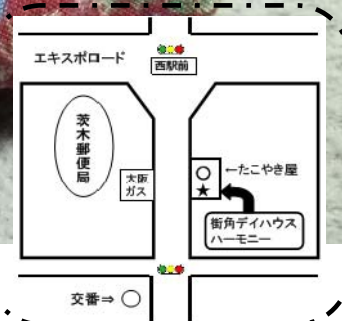 エキスポロード
西駅前
茨木郵便局
大阪
ガス
←たこやき屋
街角デイハウス
ハーモニー
交番⇒